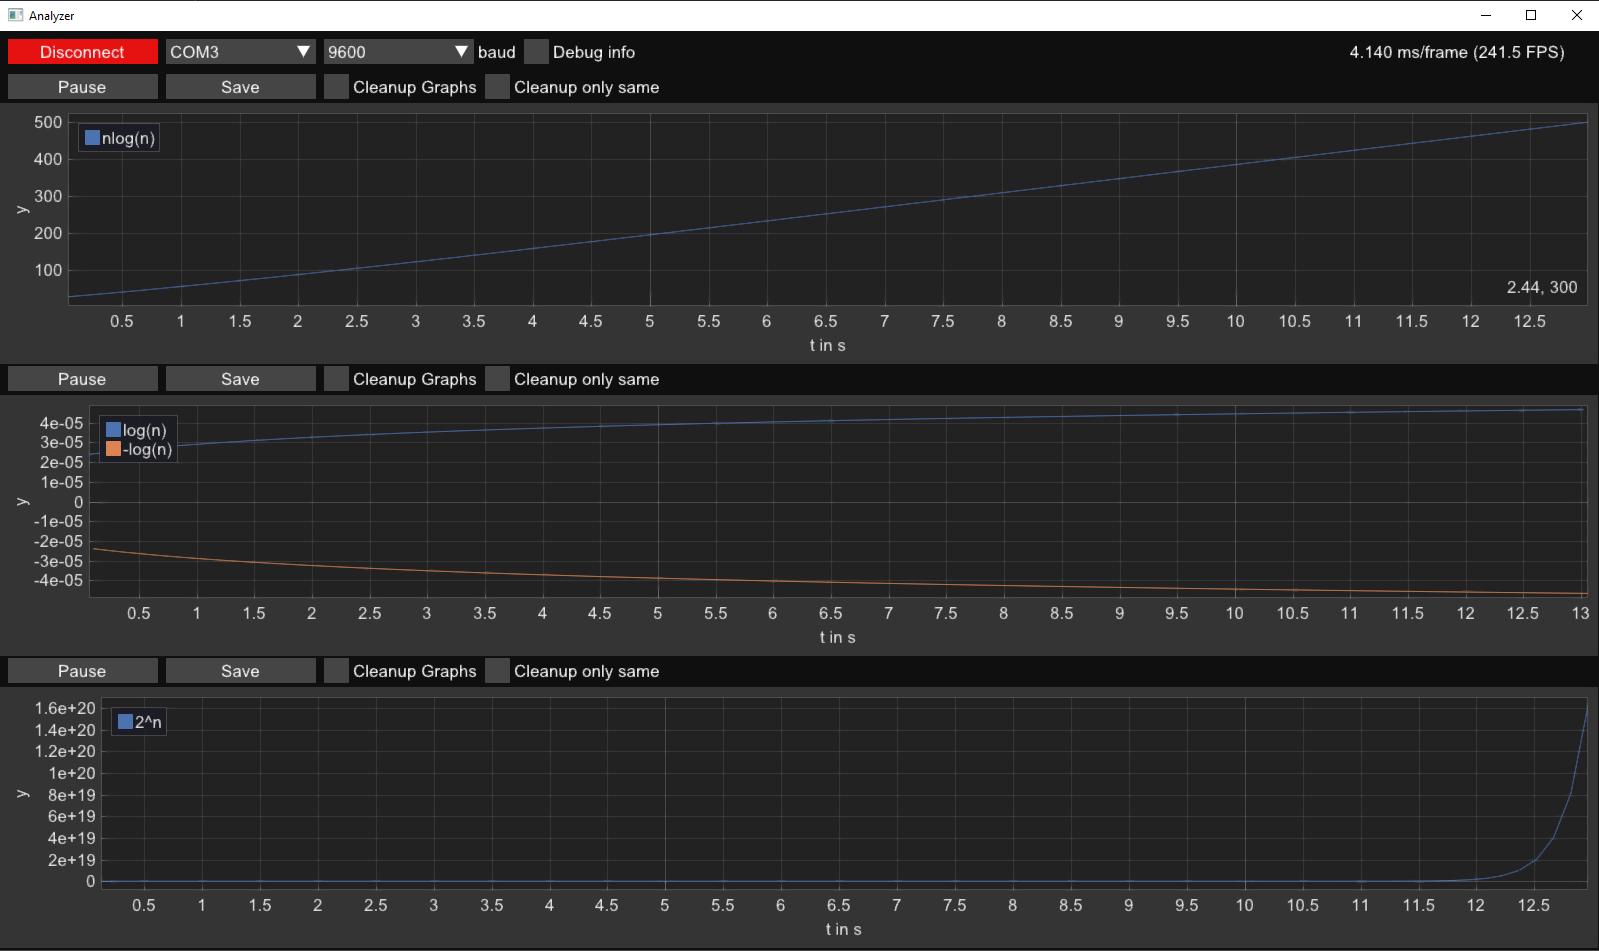 Analyzer
Disconnect COM3 9600 baud Debug info 4.140 ms/frame (241.5 FPS)
Pause Save Cleanup Graphs Cleanup only same
500
nlog(n)
400
300
y
200
100
2.44, 300
0.5 1 1.5 2 2.5 3 3.5 4 4.5 5 5.5 6 6.5 7 7.5 8 8.5 9 9.5 10 10.5 11 11.5 12 12.5
t in s
Pause Save Cleanup Graphs Cleanup only same
4e-05 log(n)
3e-05 -log(n)
2e-05
1e-05
y 0
-1e-05
-2e-05
-3e-05
-4e-05
0.5 1 1.5 2 2.5 3 3.5 4 4.5 5 5.5 6 6.5 7 7.5 8 8.5 9 9.5 10 10.5 11 11.5 12 12.5 13
t in s
Pause Save Cleanup Graphs Cleanup only same
1.6e+20
2^n
1.4e+20
1.2e+20
1e+20
y 8e+19
6e+19
4e+19
2e+19
0
0.5 1 1.5 2 2.5 3 3.5 4 4.5 5 5.5 6 6.5 7 7.5 8 8.5 9 9.5 10 10.5 11 11.5 12 12.5
t in s